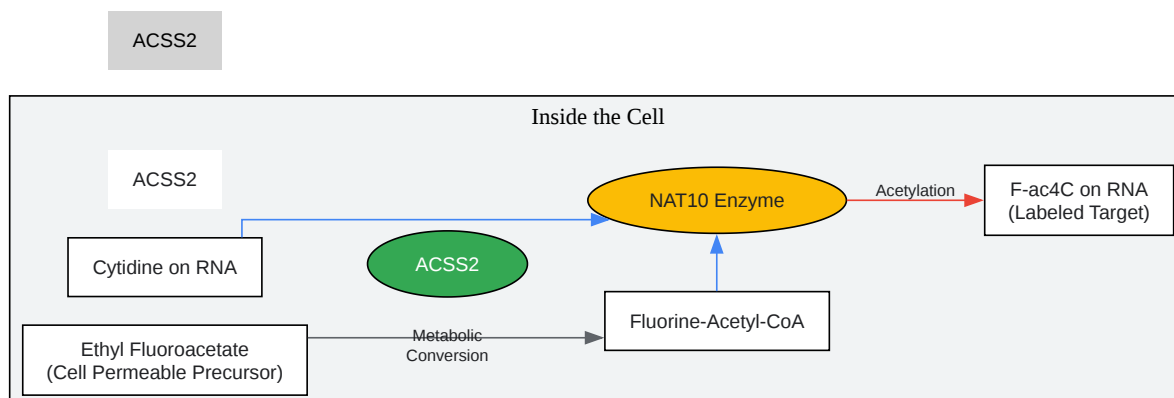 ACSS2
Inside the Cell
ACSS2
NAT10 Enzyme
Acetylation
F-ac4C on RNA
(Labeled Target)
Cytidine on RNA
ACSS2
Fluorine-Acetyl-CoA
Metabolic
Conversion
Ethyl Fluoroacetate
(Cell Permeable Precursor)